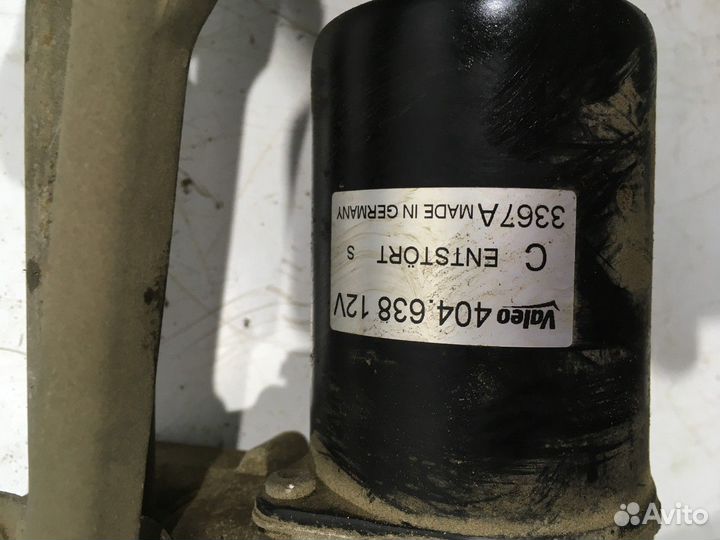 Valeo 404.638 12V
C ENTSTÖRT S
3367A MADE IN GERMANY
Avito